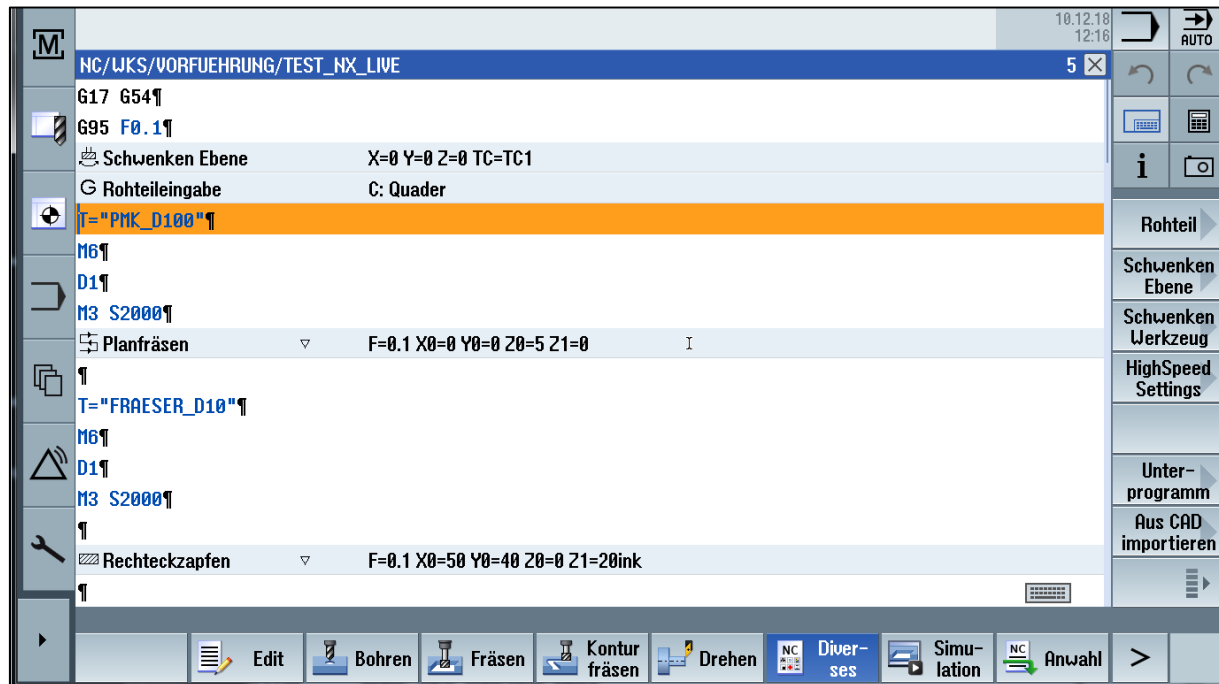 10.12.18
12:16
M
AUTO
NC/WKS/VORFUEHRUNG/TEST_NX_LIVE 5
G17 G54¶
G95 F0.1¶
Schwenken Ebene X=0 Y=0 Z=0 TC=TC1
G Rohteileingabe C: Quader
T="PMK_D100"¶
M6¶
D1¶
M3 S2000¶
Planfräsen ▽ F=0.1 X0=0 Y0=0 Z0=5 Z1=0
¶
T="FRAESER_D10"¶
M6¶
D1¶
M3 S2000¶
¶
Rechteckzapfen ▽ F=0.1 X0=50 Y0=40 Z0=0 Z1=20ink
¶
i
Rohteil
Schwenken
Ebene
Schwenken
Werkzeug
HighSpeed
Settings
Unter-
programm
Aus CAD
importieren
Edit
Bohren
Fräsen
Kontur
fräsen
Drehen
NC
Diver-
ses
Simu-
lation
NC
Anwahl
>